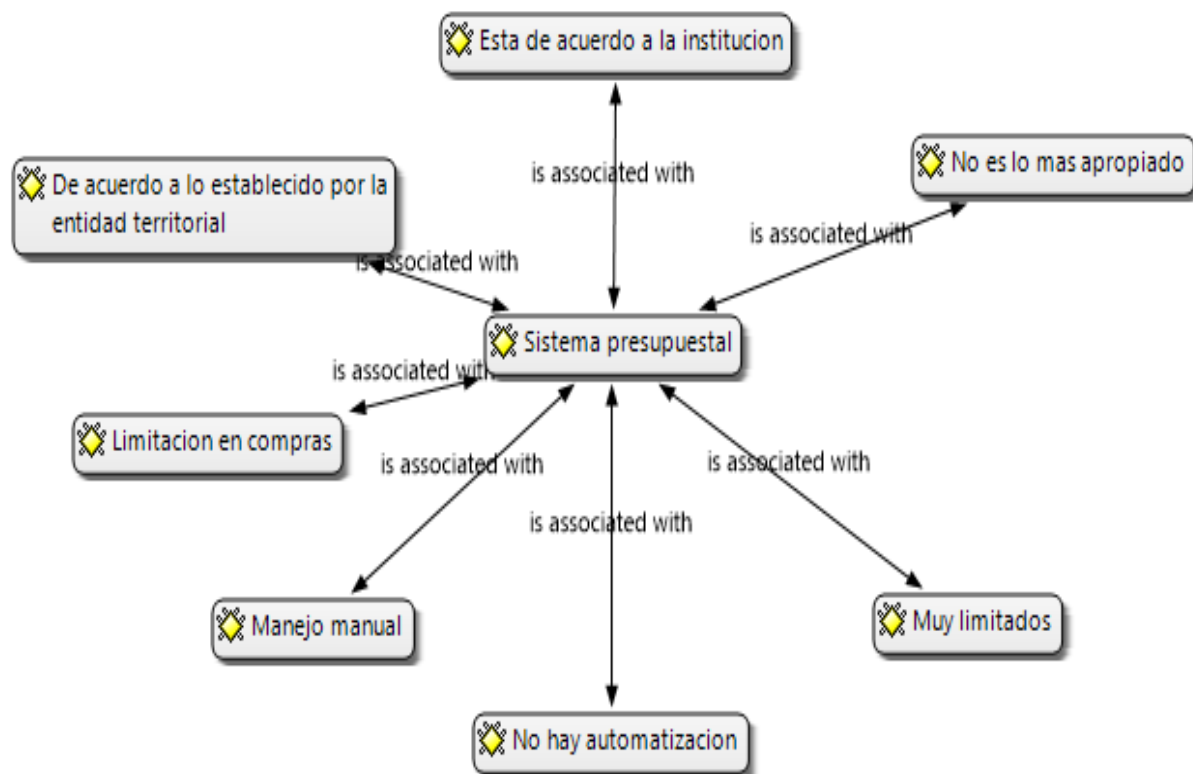 Esta de acuerdo a la institucion
No es lo mas apropiado
is associated with
De acuerdo a lo establecido por la
entidad territorial
is associated with
is associated with
Sistema presupuestal
is associated with
Limitacion en compras
is associated with
is associated with
is associated with
Manejo manual
Muy limitados
No hay automatizacion